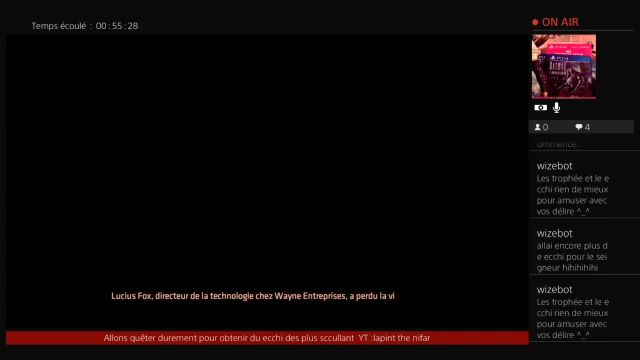 Temps écoulé : 00:55:28
ON AIR
0 4
ommence.
wizebot
Les trophée et le e
cchi rien de mieux
pour amuser avec
vos délire ^_^
wizebot
allai encore plus d
e ecchi pour le sei
gneur hihihihihi
wizebot
Les trophée et le e
cchi rien de mieux
pour amuser avec
vos délire ^_^
Lucius Fox, directeur de la technologie chez Wayne Entreprises, a perdu la vi
Allons quêter durement pour obtenir du ecchi des plus sccullant YT :lapint the nifar